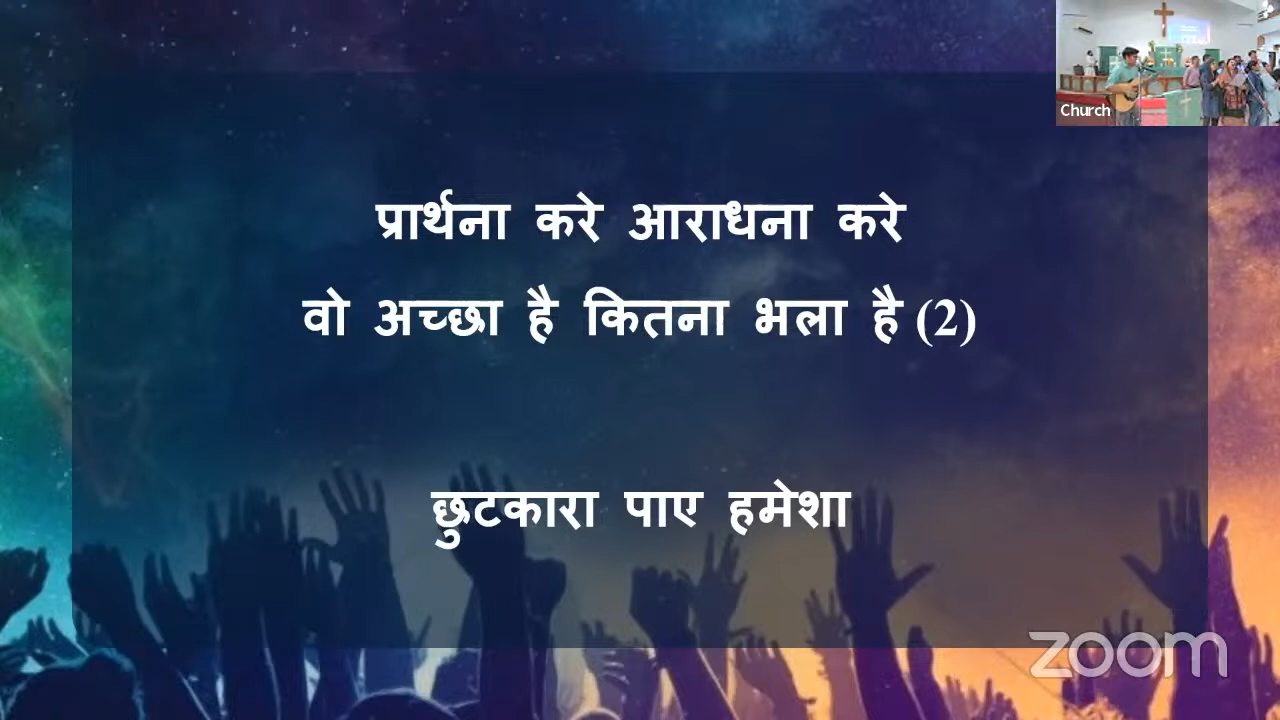 Church
प्रार्थना करे आराधना करे
वो अच्छा है कितना भला है (2)
छुटकारा पाए हमेशा
zoom